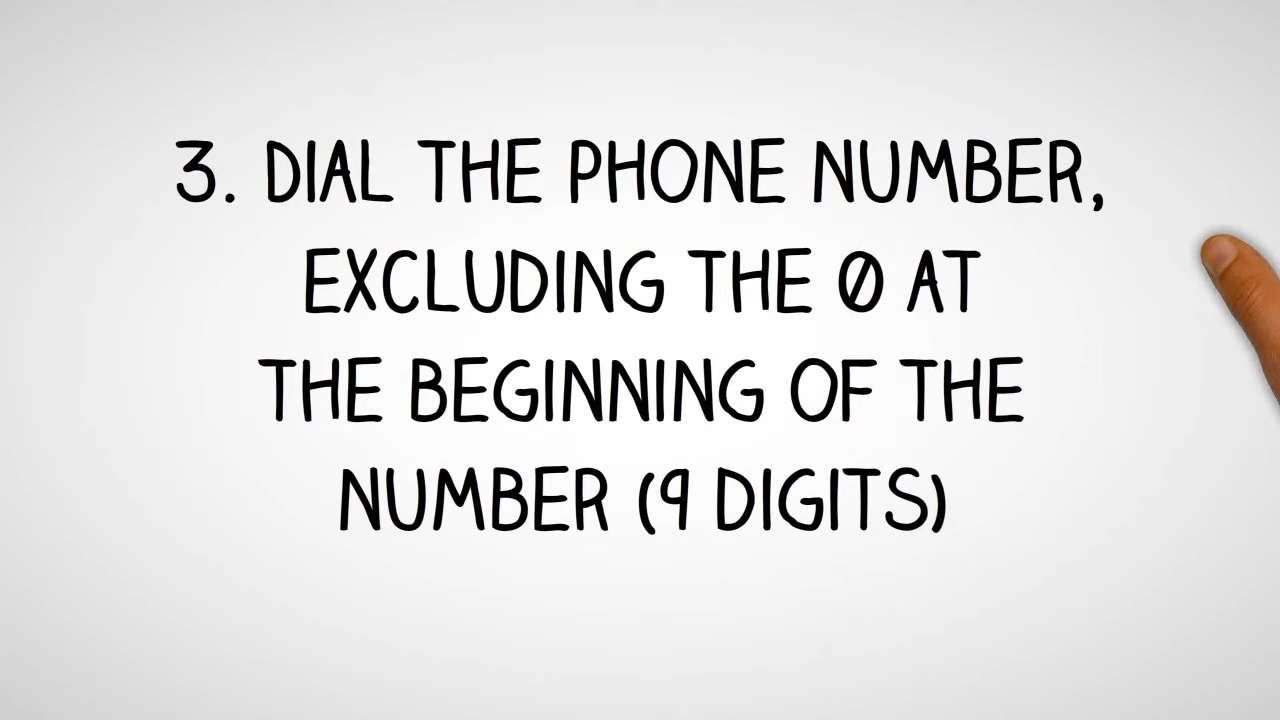 3. DIAL THE PHONE NUMBER,
EXCLUDING THE 0 AT
THE BEGINNING OF THE
NUMBER (9 DIGITS)